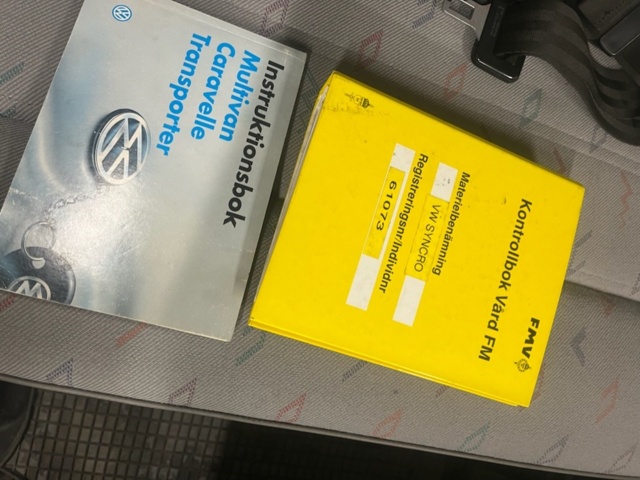 Instruktionsbok
Multivan
Caravelle
Transporter
FMV
Kontrollbok Vård FM
Materielbenämning
VW SYNCRO
Registreringsnr/Individnr
61073